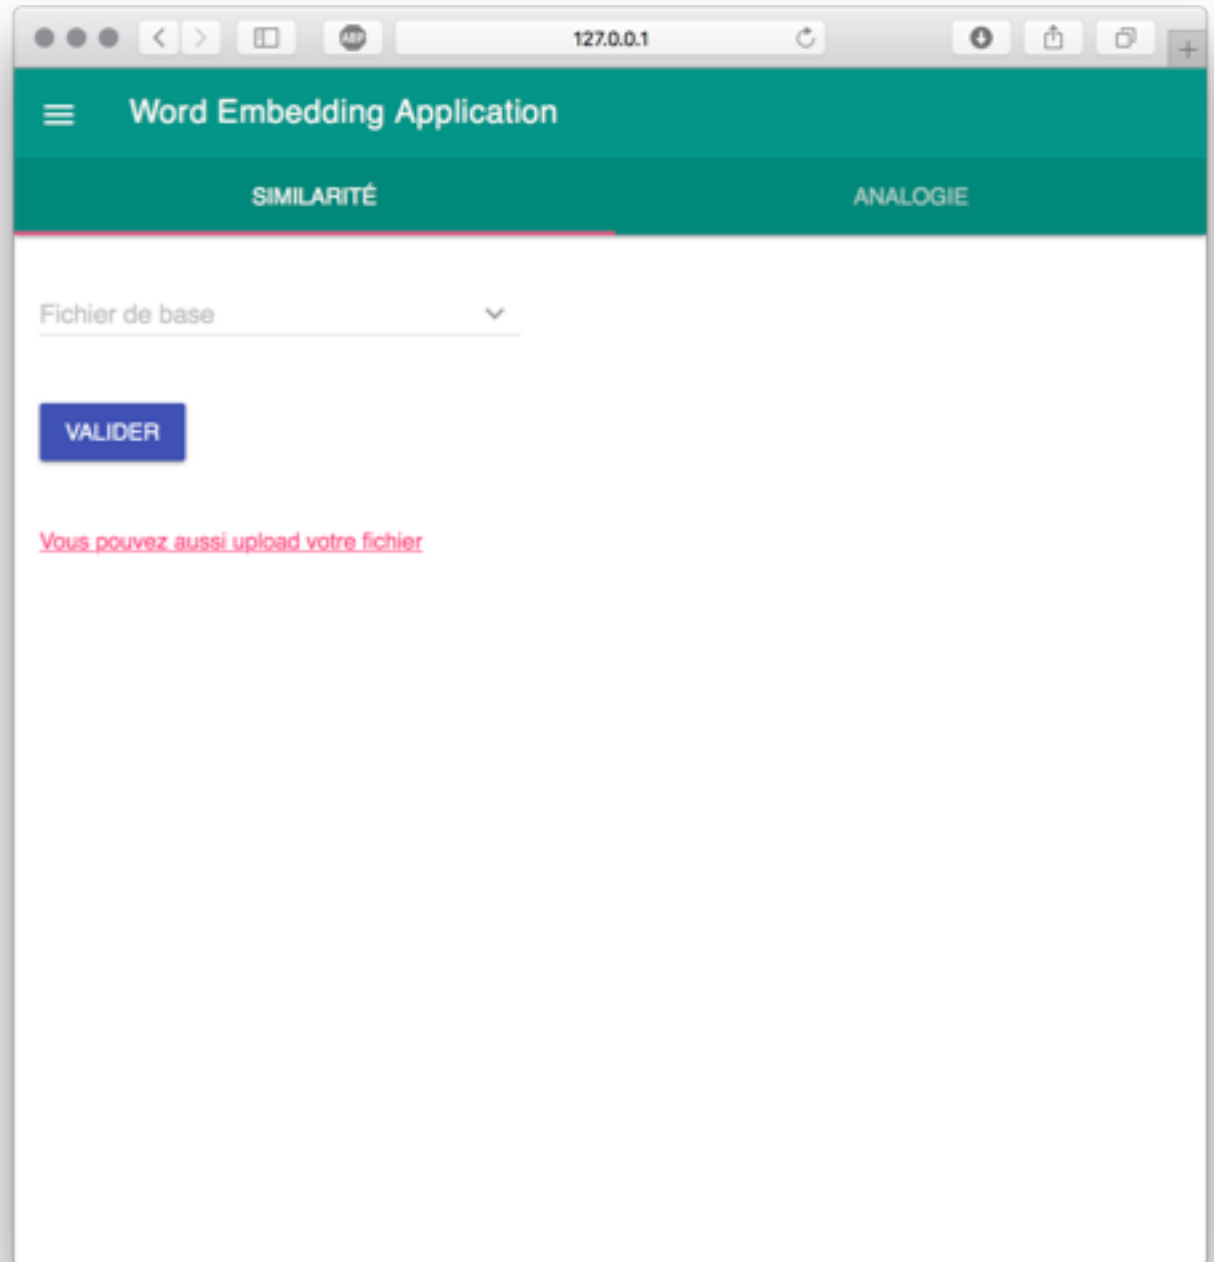 ABP
127.0.0.1
Word Embedding Application
SIMILARITÉ
ANALOGIE
Fichier de base
VALIDER
Vous pouvez aussi upload votre fichier